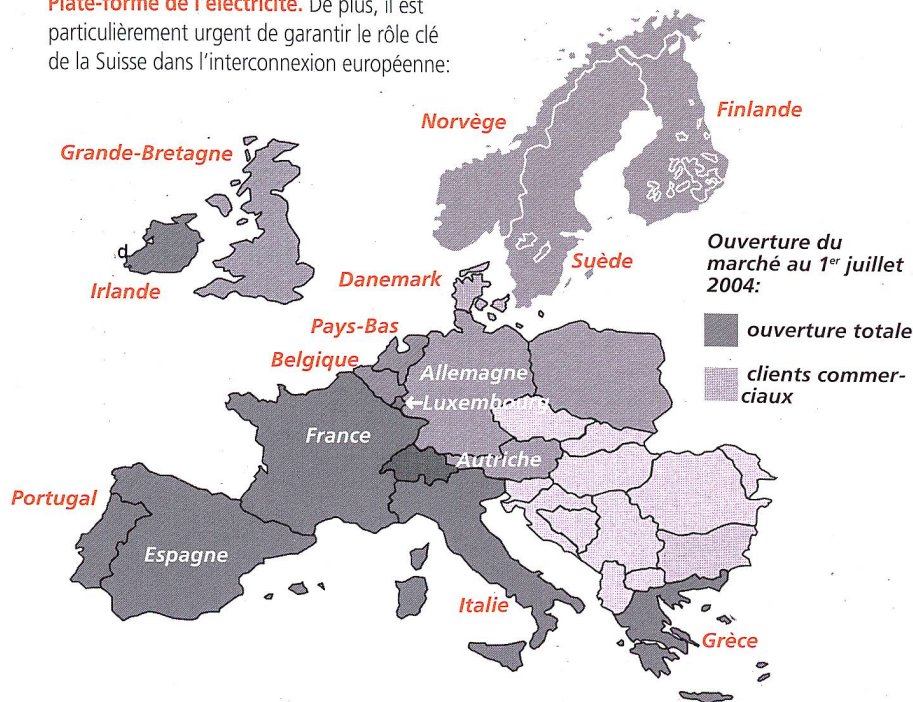 Plate-forme de l'électricité. De plus, il est
particulièrement urgent de garantir le rôle clé
de la Suisse dans l'interconnexion européenne:
Norvège
Finlande
Grande-Bretagne
Irlande
d
Danemark
Suède
Ouverture du
marché au 1er juillet
2004:
ouverture totale
clients commer-
ciaux
Pays-Bas
Belgique
Allemagne
←Luxembourg
France
Autriche
Portugal
Espagne
Italie
Grèce